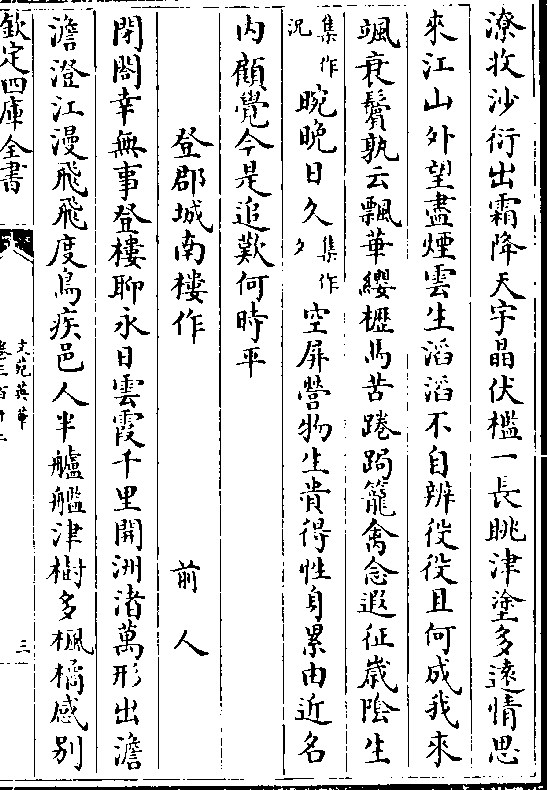 潦收沙衍出霜降天宇晶伏檻一長眺津塗多遠情思
來江山外望盡煙雲生滔滔不自辨役役且何成我來
颯衰鬢孰云飄華纓櫪馬苦踡跼籠禽念遐征歲陰生
集作況晼晚日久集作夕空屏營物生貴得性身累由近名
内顧覺今是追歎何時平
登郡城南樓作 前人
閉閤幸無事登樓聊永日雲霞千里開洲渚萬形出澹
澹澄江漫飛飛度鳥疾邑人半艫艦津樹多楓橘感别
欽定四庫全書
文苑英華
三